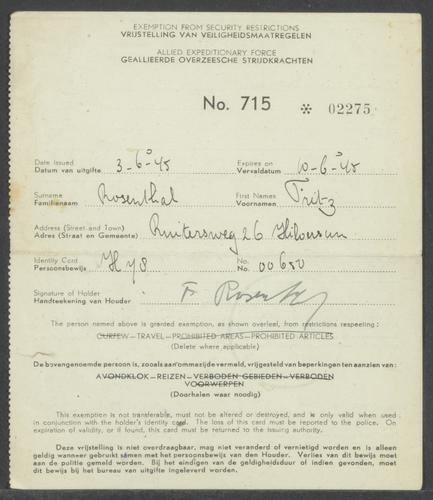 EXEMPTION FROM SECURITY RESTRICTIONS
VRIJSTELLING VAN VEILIGHEIDSMAATREGELEN
ALLIED EXPEDITIONARY FORCE
GEALLIEERDE OVERZEESCHE STRIJDKRACHTEN
No. 715 * 02275
Date Issued Datum van uitgifte 3-6-45 Expires on Vervaldatum 10-6-45
Surname Familienaam Rosenthal First Names Voornamen Fritz
Address (Street and Town) Adres (Straat en Gemeente) Ruitersweg 26 Hilversum
Identity Card Persoonsbewijs H 48 No. No. 00650
Signature of Holder Handteekening van Houder F. Rosenthal
The person named above is granted exemption, as shown overleaf, from restrictions respecting:
CURFEW—TRAVEL—PROHIBITED AREAS—PROHIBITED ARTICLES
(Delete where applicable)
De bovengenoemde persoon is, zooals aan ommezijde vermeld, vrijgesteld van beperkingen ten aanzien van:
AVONDKLOK—REIZEN—VERBODEN GEBIEDEN—VERBODEN
VOORWERPEN
(Doorhalen waar noodig)
This exemption is not transferable, must not be altered or destroyed, and is only valid when used
in conjunction with the holder's identity card. The loss of this card must be reported to the police. On
expiration of validity, or if found, this card must be returned to the issuing authority.
Deze vrijstelling is niet overdraagbaar, mag niet veranderd of vernietigd worden en is alleen
geldig wanneer gebruikt samen met het persoonsbewijs van den Houder. Verlies van dit bewijs moet
aan de politie gemeld worden. Bij het eindigen van de geldigheidsduur of indien gevonden, moet
dit bewijs bij het bureau van uitgifte ingeleverd worden.